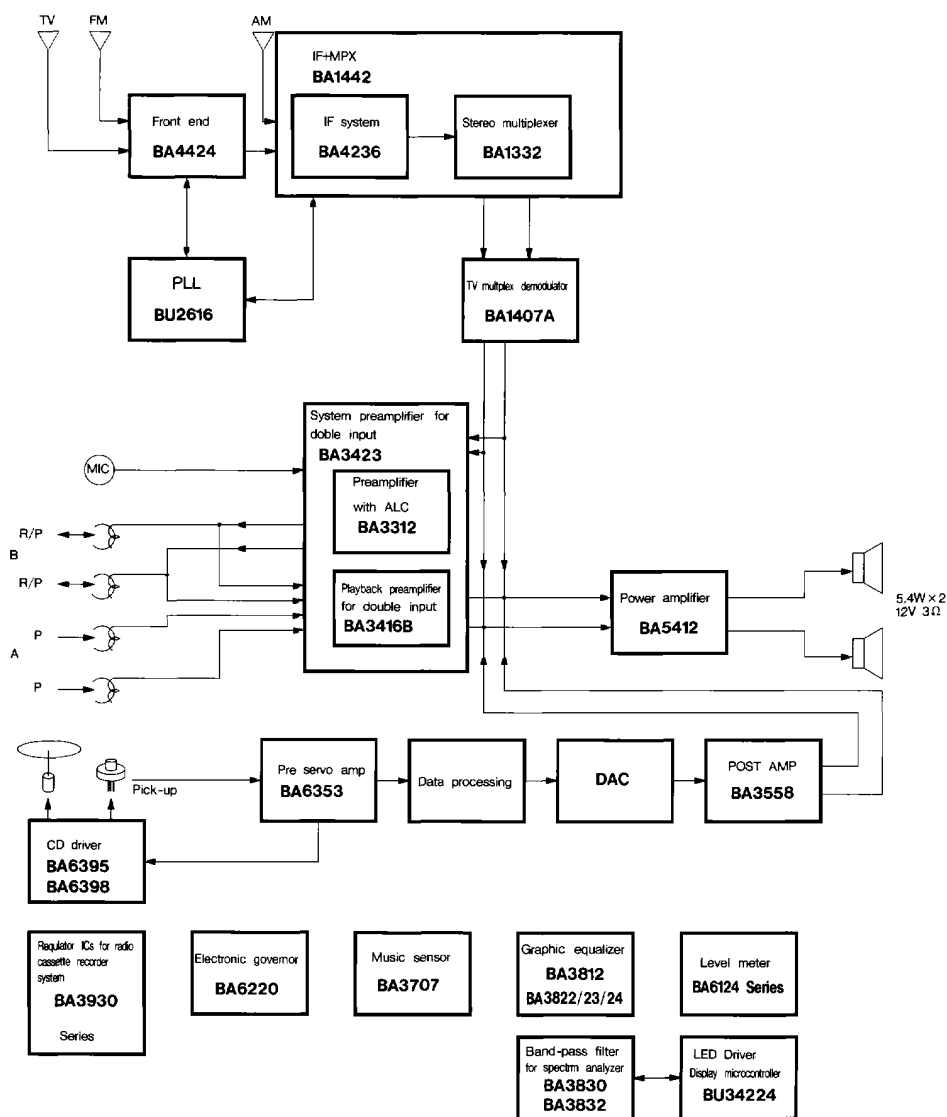 TV
FM
AM
IF+MPX
BA1442
Front end
BA4424
IF system
BA4236
Stereo multiplexer
BA1332
PLL
BU2616
TV multplex demodulator
BA1407A
System preamplifier for
doble input
BA3423
MIC
Preamplifier
with ALC
BA3312
R/P
B
R/P
Playback preamplifier
for double input
BA3416B
P
A
P
Power amplifier
BA5412
5.4W×2
12V 3Ω
Pick-up
Pre servo amp
BA6353
Data processing
DAC
POST AMP
BA3558
CD driver
BA6395
BA6398
Requlator ICs for radio
cassette recorder
system
BA3930
Series
Electronic governor
BA6220
Music sensor
BA3707
Graphic equalizer
BA3812
BA3822/23/24
Level meter
BA6124 Series
Band-pass filter
for spectrm analyzer
BA3830
BA3832
LED Driver
Display microcontroller
BU34224